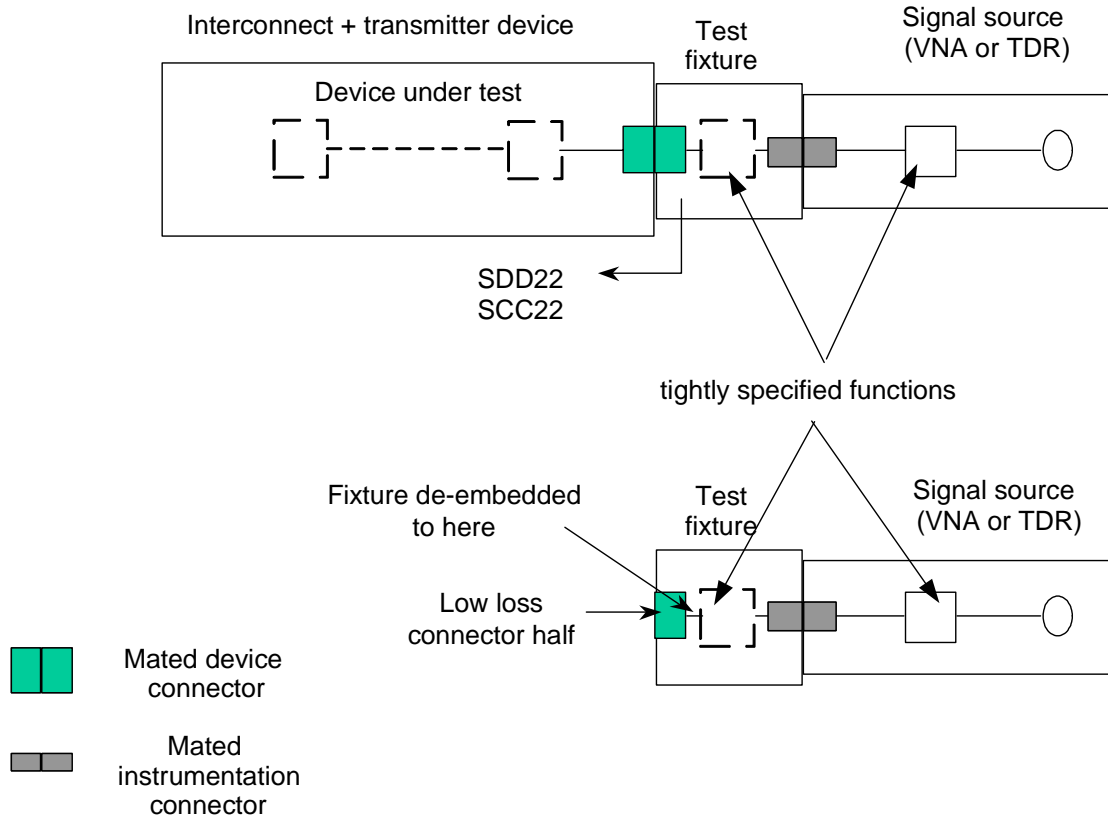 Interconnect + transmitter device
Test
fixture
Signal source
(VNA or TDR)
Device under test
SDD22
SCC22
tightly specified functions
Fixture de-embedded
to here
Test
fixture
Signal source
(VNA or TDR)
Low loss
connector half
Mated device
connector
Mated
instrumentation
connector